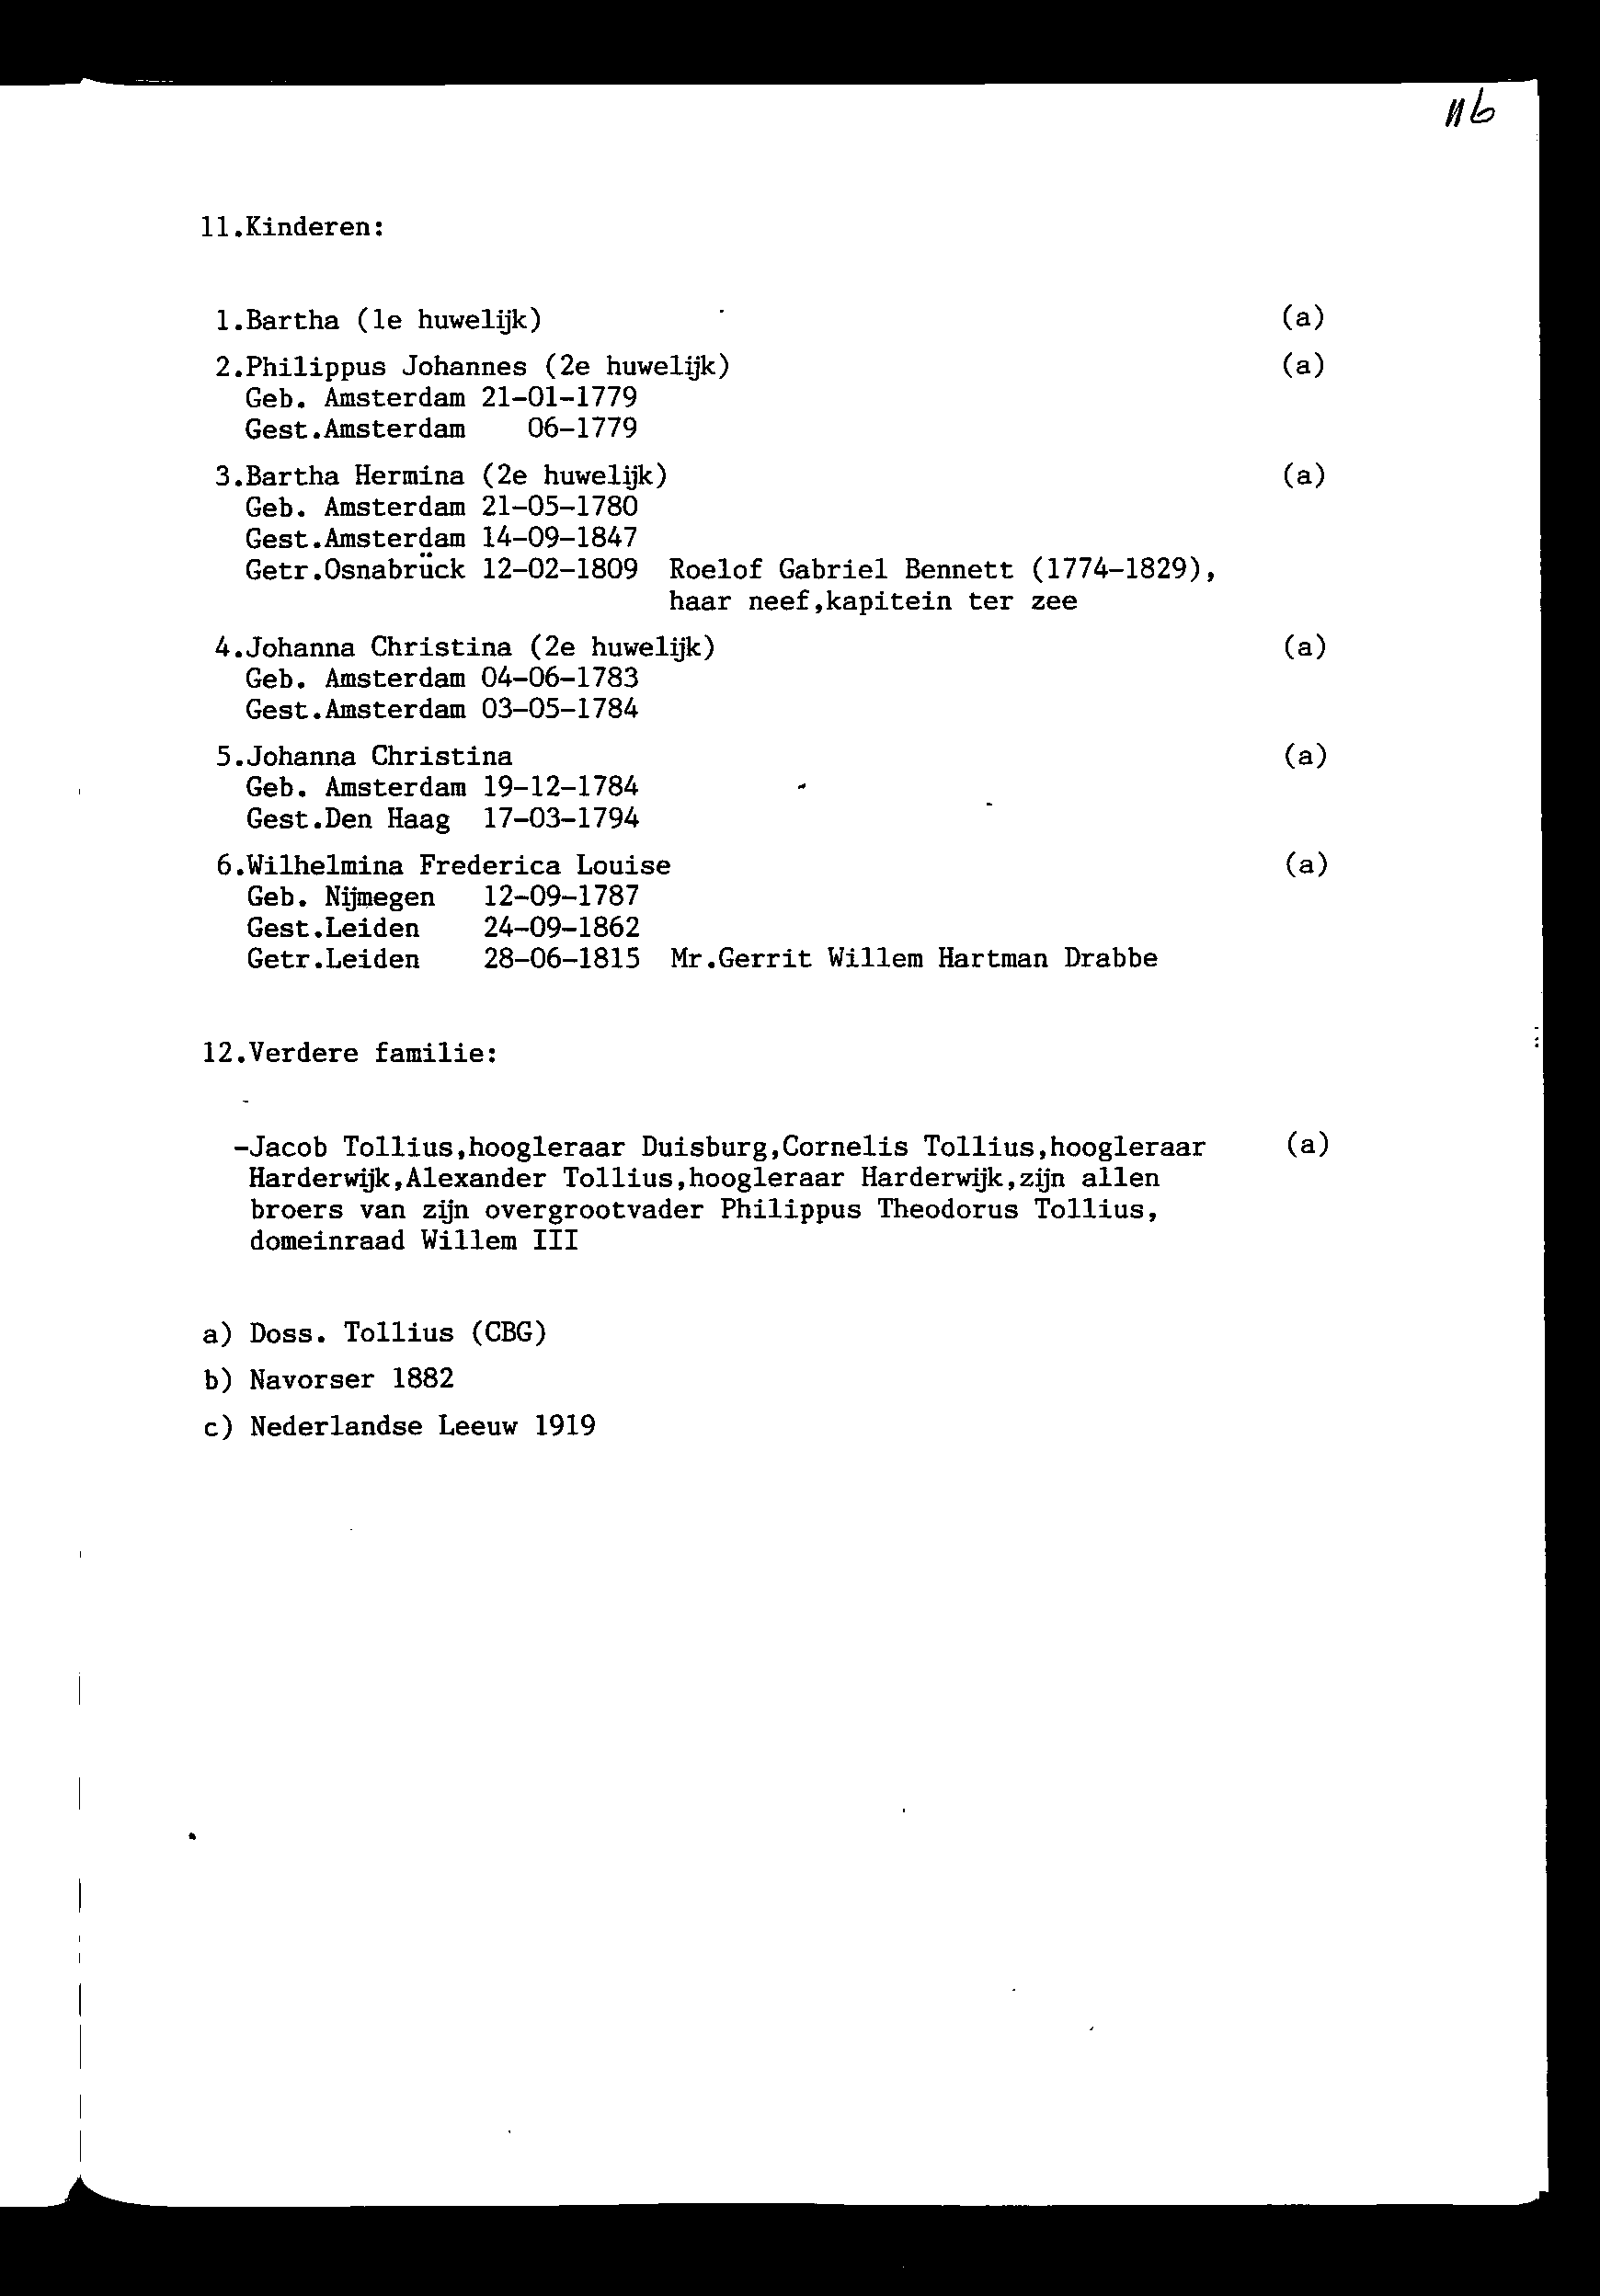 116
11.Kinderen:
1.Bartha (1e huwelijk) (a)
2.Philippus Johannes (2e huwelijk) (a)
Geb. Amsterdam 21-01-1779
Gest.Amsterdam 06-1779
3.Bartha Hermina (2e huwelijk) (a)
Geb. Amsterdam 21-05-1780
Gest.Amsterdam 14-09-1847
Getr.Osnabrück 12-02-1809 Roelof Gabriel Bennett (1774-1829),
haar neef,kapitein ter zee
4.Johanna Christina (2e huwelijk) (a)
Geb. Amsterdam 04-06-1783
Gest.Amsterdam 03-05-1784
5.Johanna Christina (a)
Geb. Amsterdam 19-12-1784
Gest.Den Haag 17-03-1794
6.Wilhelmina Frederica Louise (a)
Geb. Nijmegen 12-09-1787
Gest.Leiden 24-09-1862
Getr.Leiden 28-06-1815 Mr.Gerrit Willem Hartman Drabbe
12.Verdere familie:
-Jacob Tollius,hoogleraar Duisburg,Cornelis Tollius,hoogleraar (a)
Harderwijk,Alexander Tollius,hoogleraar Harderwijk,zijn allen
broers van zijn overgrootvader Philippus Theodorus Tollius,
domeinraad Willem III
a) Doss. Tollius (CBG)
b) Navorser 1882
c) Nederlandse Leeuw 1919